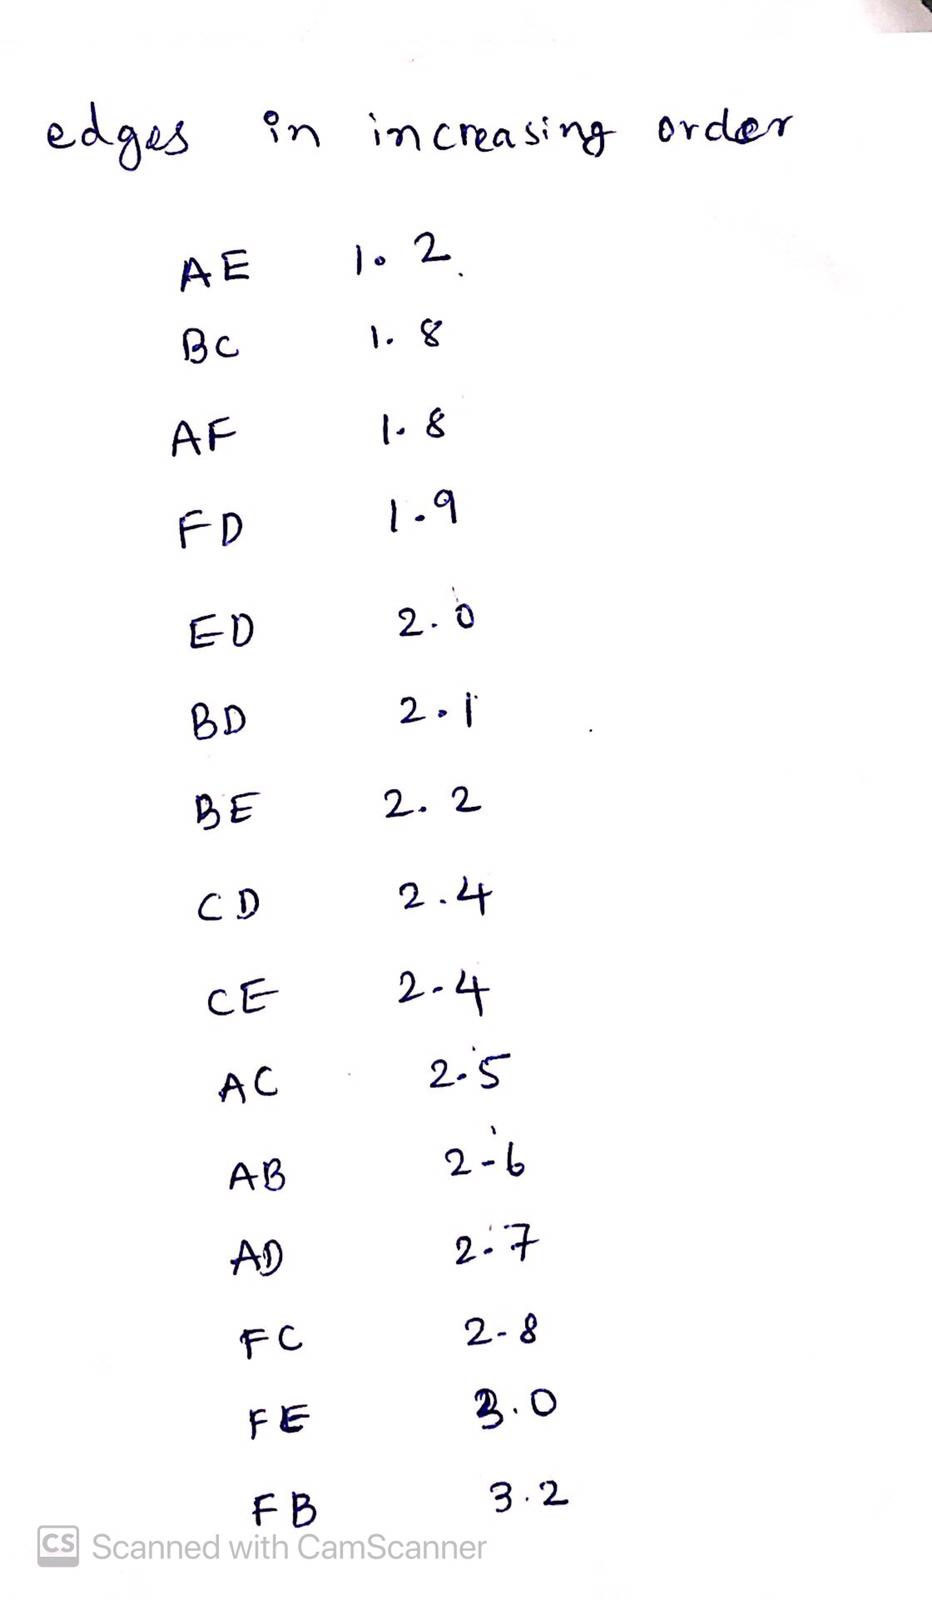 edges in increasing order
AE 1.2
BC 1.8
AF 1.8
FD 1.9
ED 2.0
BD 2.1
BE 2.2
CD 2.4
CE 2.4
AC 2.5
AB 2.6
AD 2.7
FC 2.8
FE 3.0
FB 3.2
CS Scanned with CamScanner